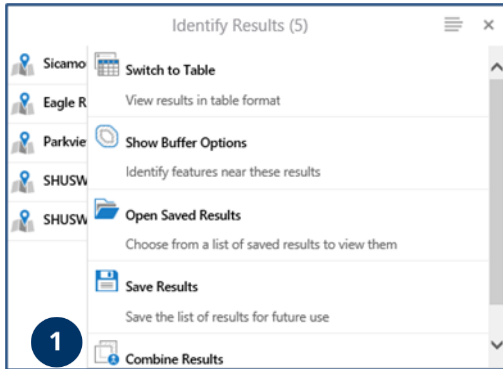 Identify Results (5)
Sicamo
Switch to Table
Eagle R
View results in table format
Parkvie
Show Buffer Options
Identify features near these results
SHUSW
Open Saved Results
SHUSW
Choose from a list of saved results to view them
Save Results
Save the list of results for future use
1
Combine Results